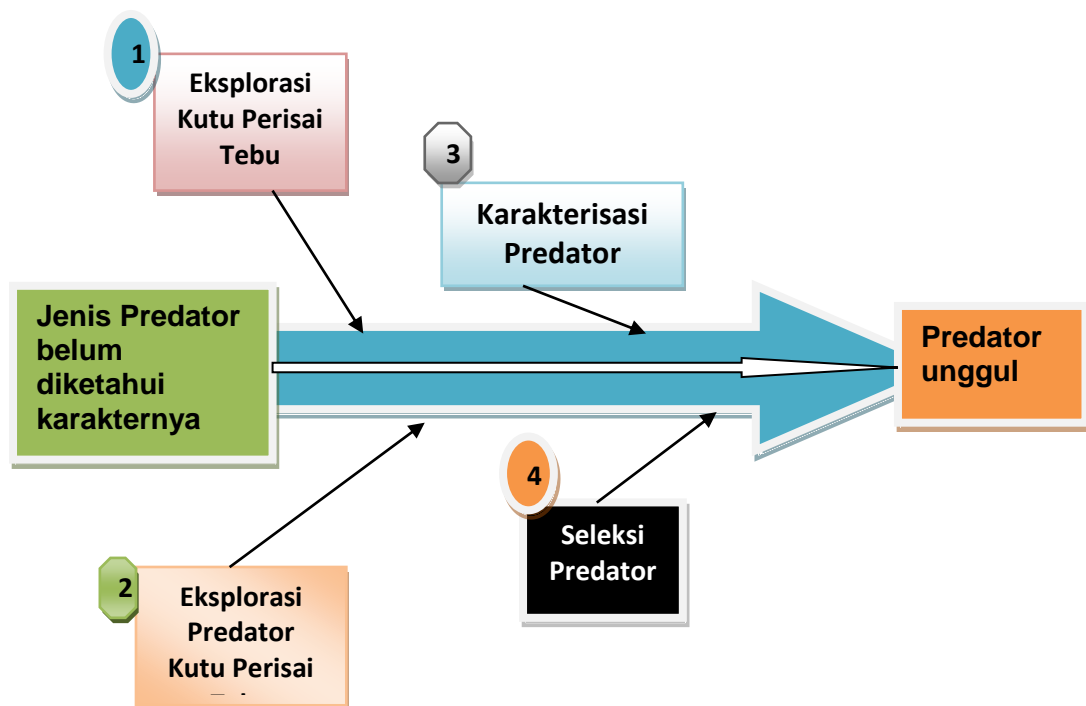 1
Eksplorasi
Kutu Perisai
Tebu
3
Karakterisasi
Predator
Jenis Predator
belum
diketahui
karakternya
Predator
unggul
4
Seleksi
Predator
2
Eksplorasi
Predator
Kutu Perisai